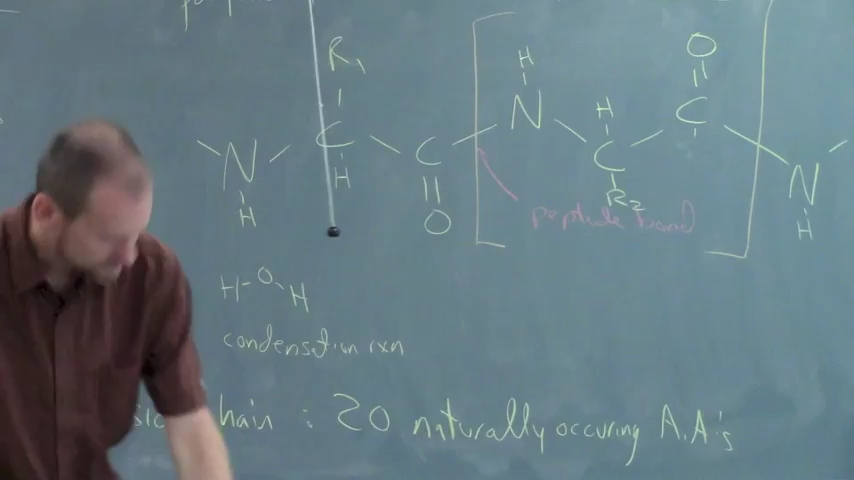 R₁
H
O
N
C
C
N
H
C
C
N
H
H
O
R₂
H
peptide bond
H-O-H
condensation rxn
hain : 20 naturally occuring A.A.'s